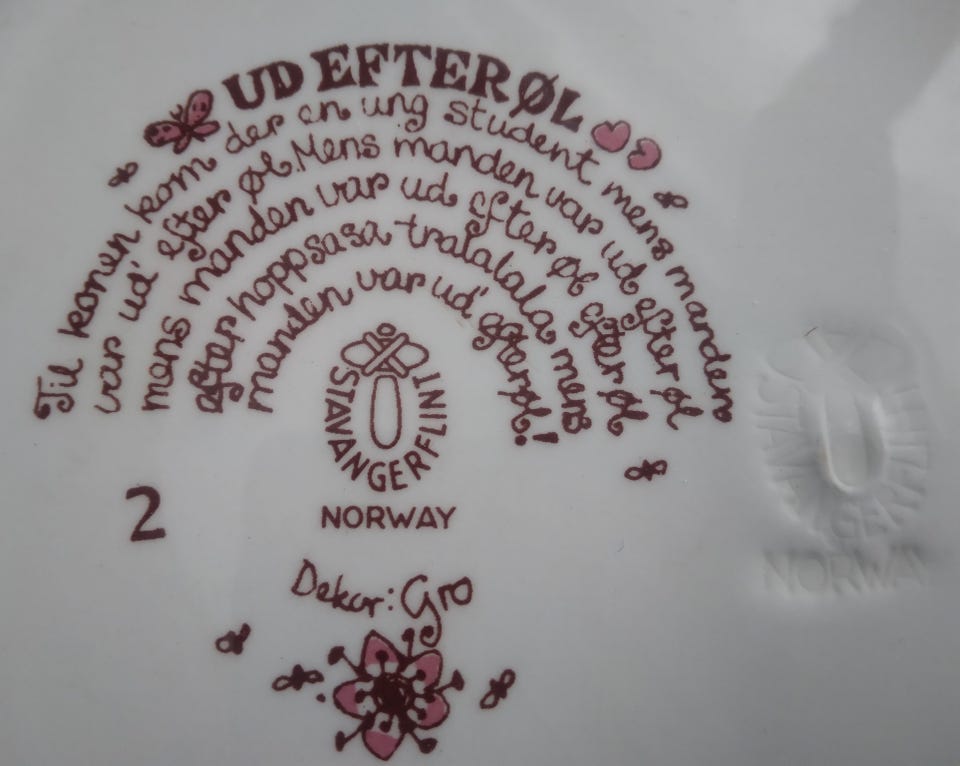 UD EFTER ØL
Til konen kom der en ung student mens manden
var ud' efter øl. Mens manden var ud efter øl
mens manden var ud efter øl efter øl
efter hoppsasa tralalala mens
manden var ud' efter øl!
STAVANGERFLINT
NORWAY
2
Dekor: Gro
STAVANGERFLINT
NORWAY